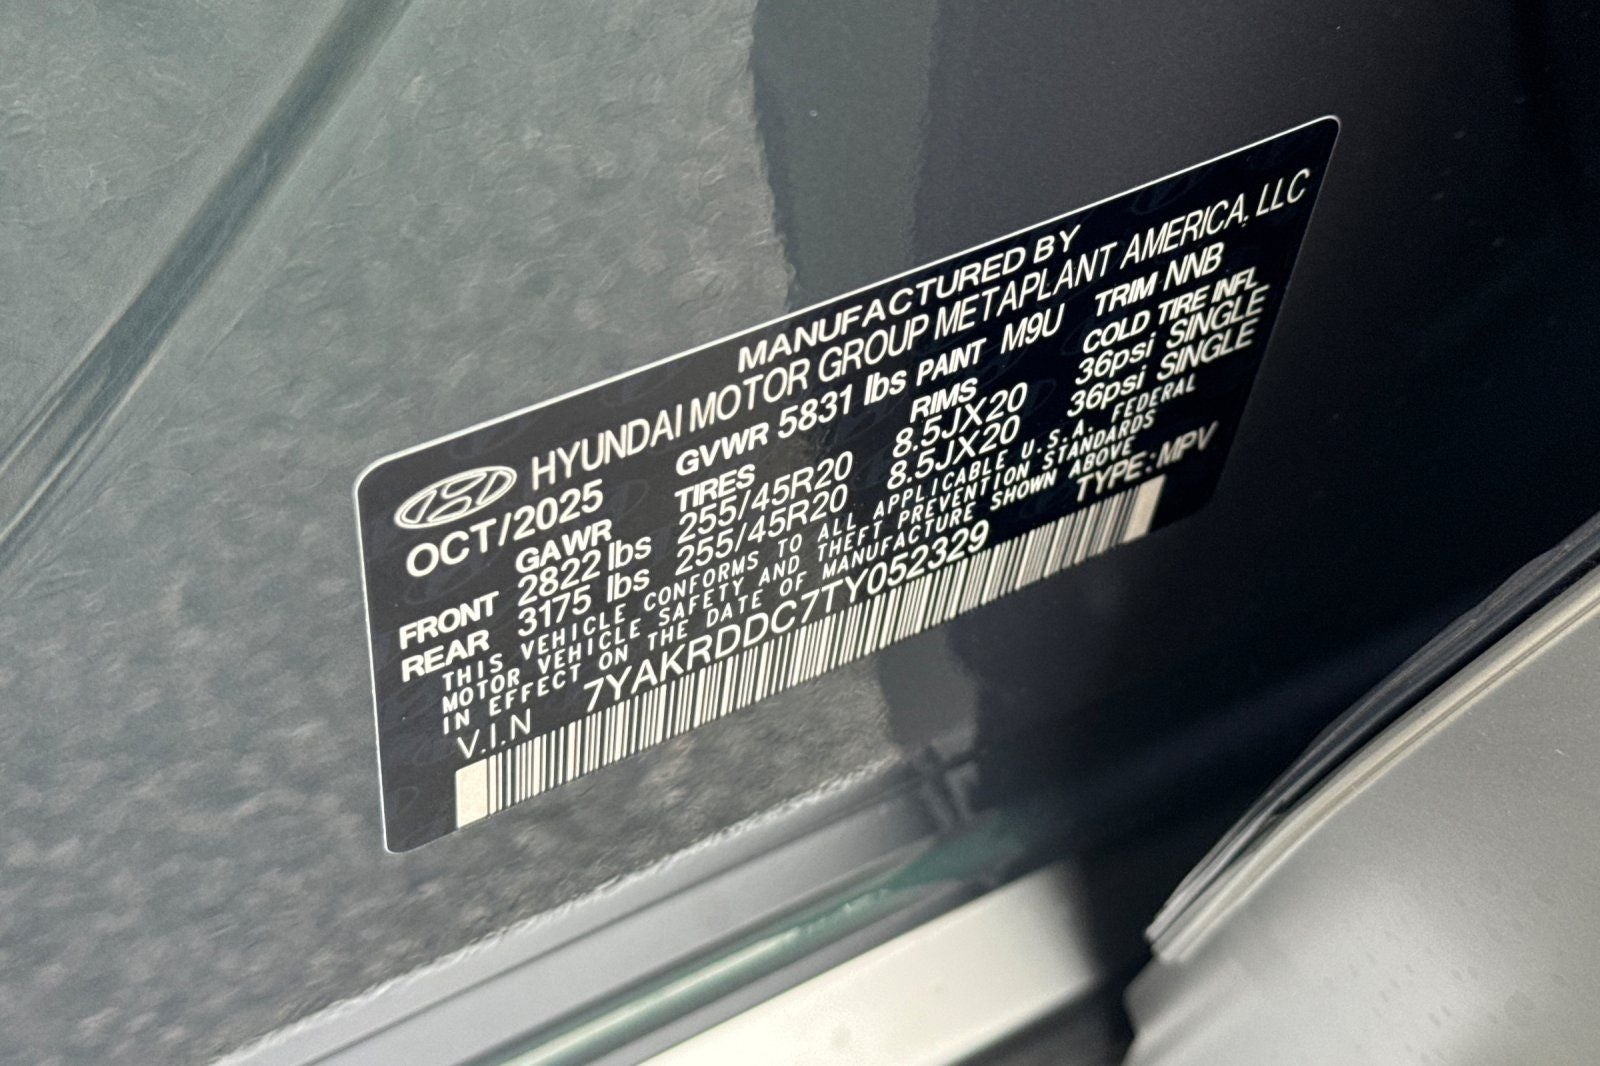 MANUFACTURED BY
HYUNDAI MOTOR GROUP METAPLANT AMERICA, LLC
OCT/2025 GVWR 5831 lbs PAINT M9U TRIM NNB
GAWR TIRES RIMS COLD TIRE INFL
FRONT 2822 lbs 255/45R20 8.5JX20 36psi SINGLE
REAR 3175 lbs 255/45R20 8.5JX20 36psi SINGLE
THIS VEHICLE CONFORMS TO ALL APPLICABLE U.S.A. FEDERAL
MOTOR VEHICLE SAFETY AND THEFT PREVENTION STANDARDS
IN EFFECT ON THE DATE OF MANUFACTURE SHOWN ABOVE
V.I.N 7YAKRDDC7TY052329 TYPE:MPV